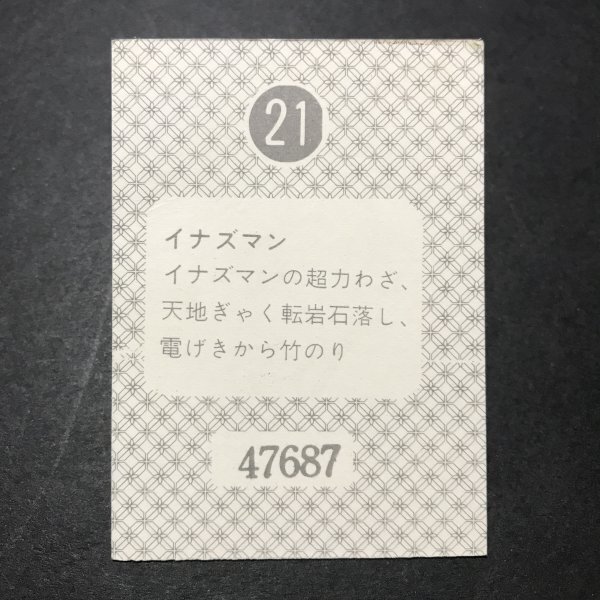 21
イナズマン
イナズマンの超力わざ、
天地ぎゃく転岩石落し、
電げきから竹のり
47687